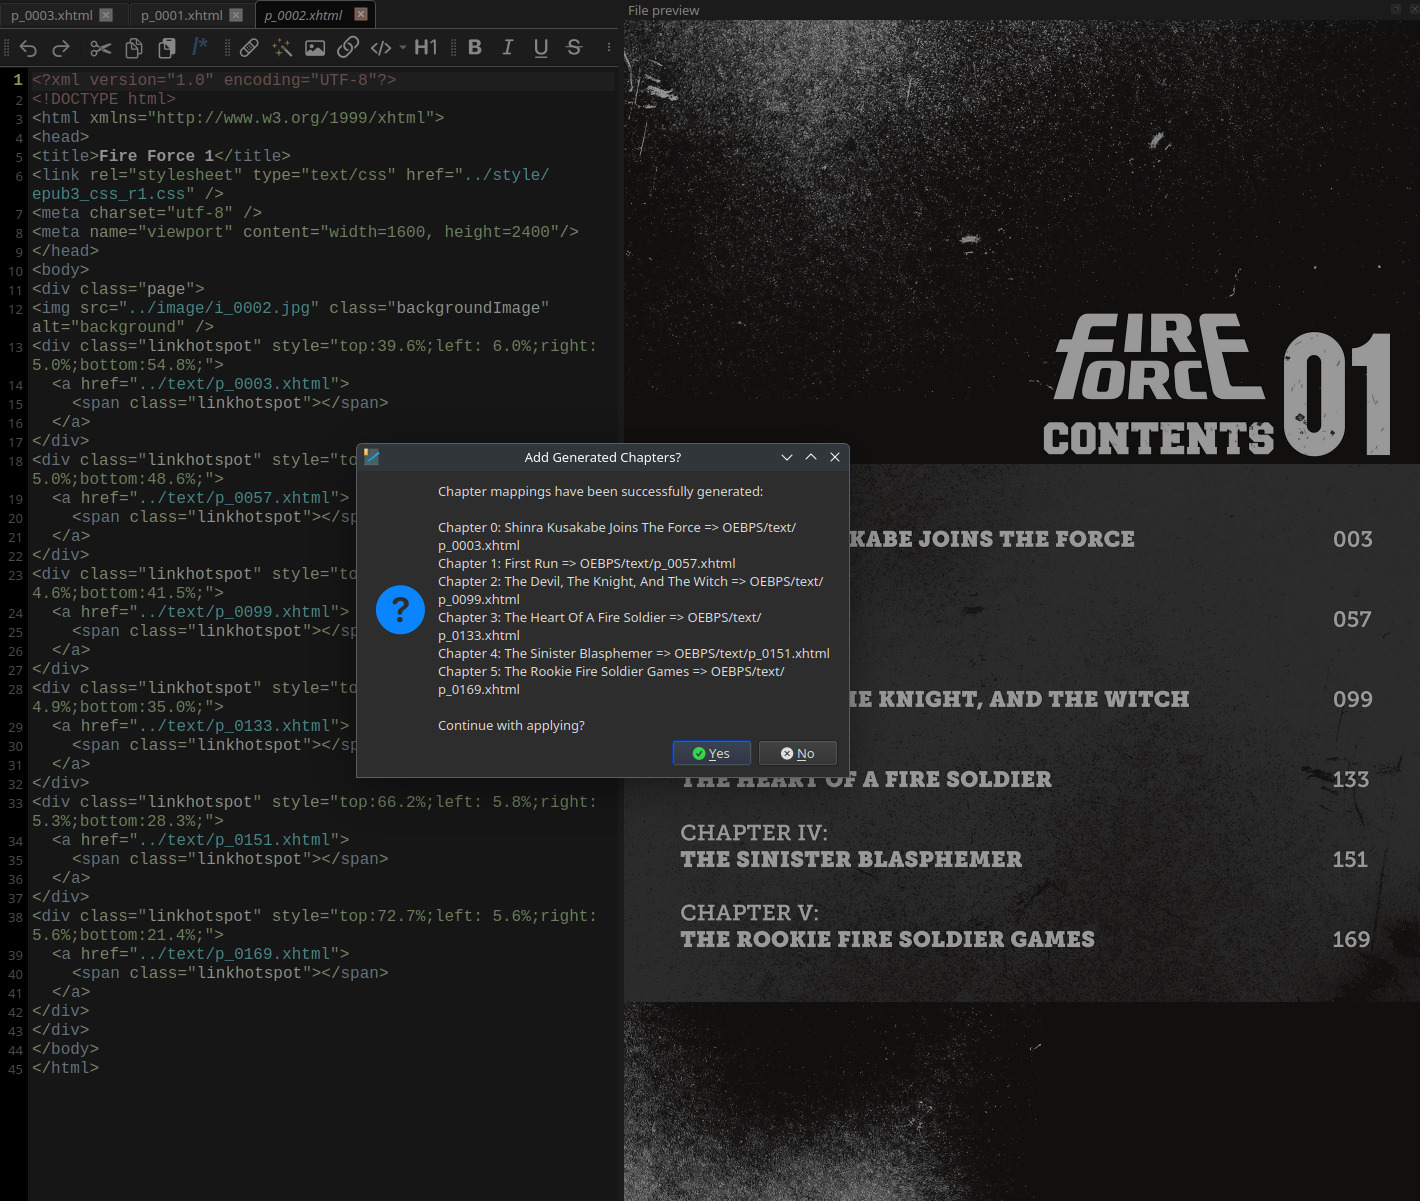 p_0003.xhtml
p_0001.xhtml
p_0002.xhtml
File preview
/*
</>
H1
B
I
U
S
1 <?xml version="1.0" encoding="UTF-8"?>
2 <!DOCTYPE html>
3 <html xmlns="http://www.w3.org/1999/xhtml">
4 <head>
5 <title>Fire Force 1</title>
6 <link rel="stylesheet" type="text/css" href="../style/
epub3_css_r1.css" />
7 <meta charset="utf-8" />
8 <meta name="viewport" content="width=1600, height=2400"/>
9 </head>
10 <body>
11 <div class="page">
12 <img src="../image/i_0002.jpg" class="backgroundImage"
alt="background" />
13 <div class="linkhotspot" style="top:39.6%;left: 6.0%;right:
5.0%;bottom:54.8%;">
14 <a href="../text/p_0003.xhtml">
15 <span class="linkhotspot"></span>
16 </a>
17 </div>
18 <div class="linkhotspot" style="to
5.0%;bottom:48.6%;">
19 <a href="../text/p_0057.xhtml">
20 <span class="linkhotspot"></sp
21 </a>
22 </div>
23 <div class="linkhotspot" style="to
4.6%;bottom:41.5%;">
24 <a href="../text/p_0099.xhtml">
25 <span class="linkhotspot"></sp
26 </a>
27 </div>
28 <div class="linkhotspot" style="to
4.9%;bottom:35.0%;">
29 <a href="../text/p_0133.xhtml">
30 <span class="linkhotspot"></sp
31 </a>
32 </div>
33 <div class="linkhotspot" style="top:66.2%;left: 5.8%;right:
5.3%;bottom:28.3%;">
34 <a href="../text/p_0151.xhtml">
35 <span class="linkhotspot"></span>
36 </a>
37 </div>
38 <div class="linkhotspot" style="top:72.7%;left: 5.6%;right:
5.6%;bottom:21.4%;">
39 <a href="../text/p_0169.xhtml">
40 <span class="linkhotspot"></span>
41 </a>
42 </div>
43 </div>
44 </body>
45 </html>
Add Generated Chapters?
Chapter mappings have been successfully generated:
Chapter 0: Shinra Kusakabe Joins The Force => OEBPS/text/
p_0003.xhtml
Chapter 1: First Run => OEBPS/text/p_0057.xhtml
Chapter 2: The Devil, The Knight, And The Witch => OEBPS/text/
p_0099.xhtml
Chapter 3: The Heart Of A Fire Soldier => OEBPS/text/
p_0133.xhtml
Chapter 4: The Sinister Blasphemer => OEBPS/text/p_0151.xhtml
Chapter 5: The Rookie Fire Soldier Games => OEBPS/text/
p_0169.xhtml
Continue with applying?
?
Yes
No
FIRE
FORCE
01
CONTENTS
KABE JOINS THE FORCE 003
057
HE KNIGHT, AND THE WITCH 099
THE HEART OF A FIRE SOLDIER 133
CHAPTER IV:
THE SINISTER BLASPHEMER 151
CHAPTER V:
THE ROOKIE FIRE SOLDIER GAMES 169